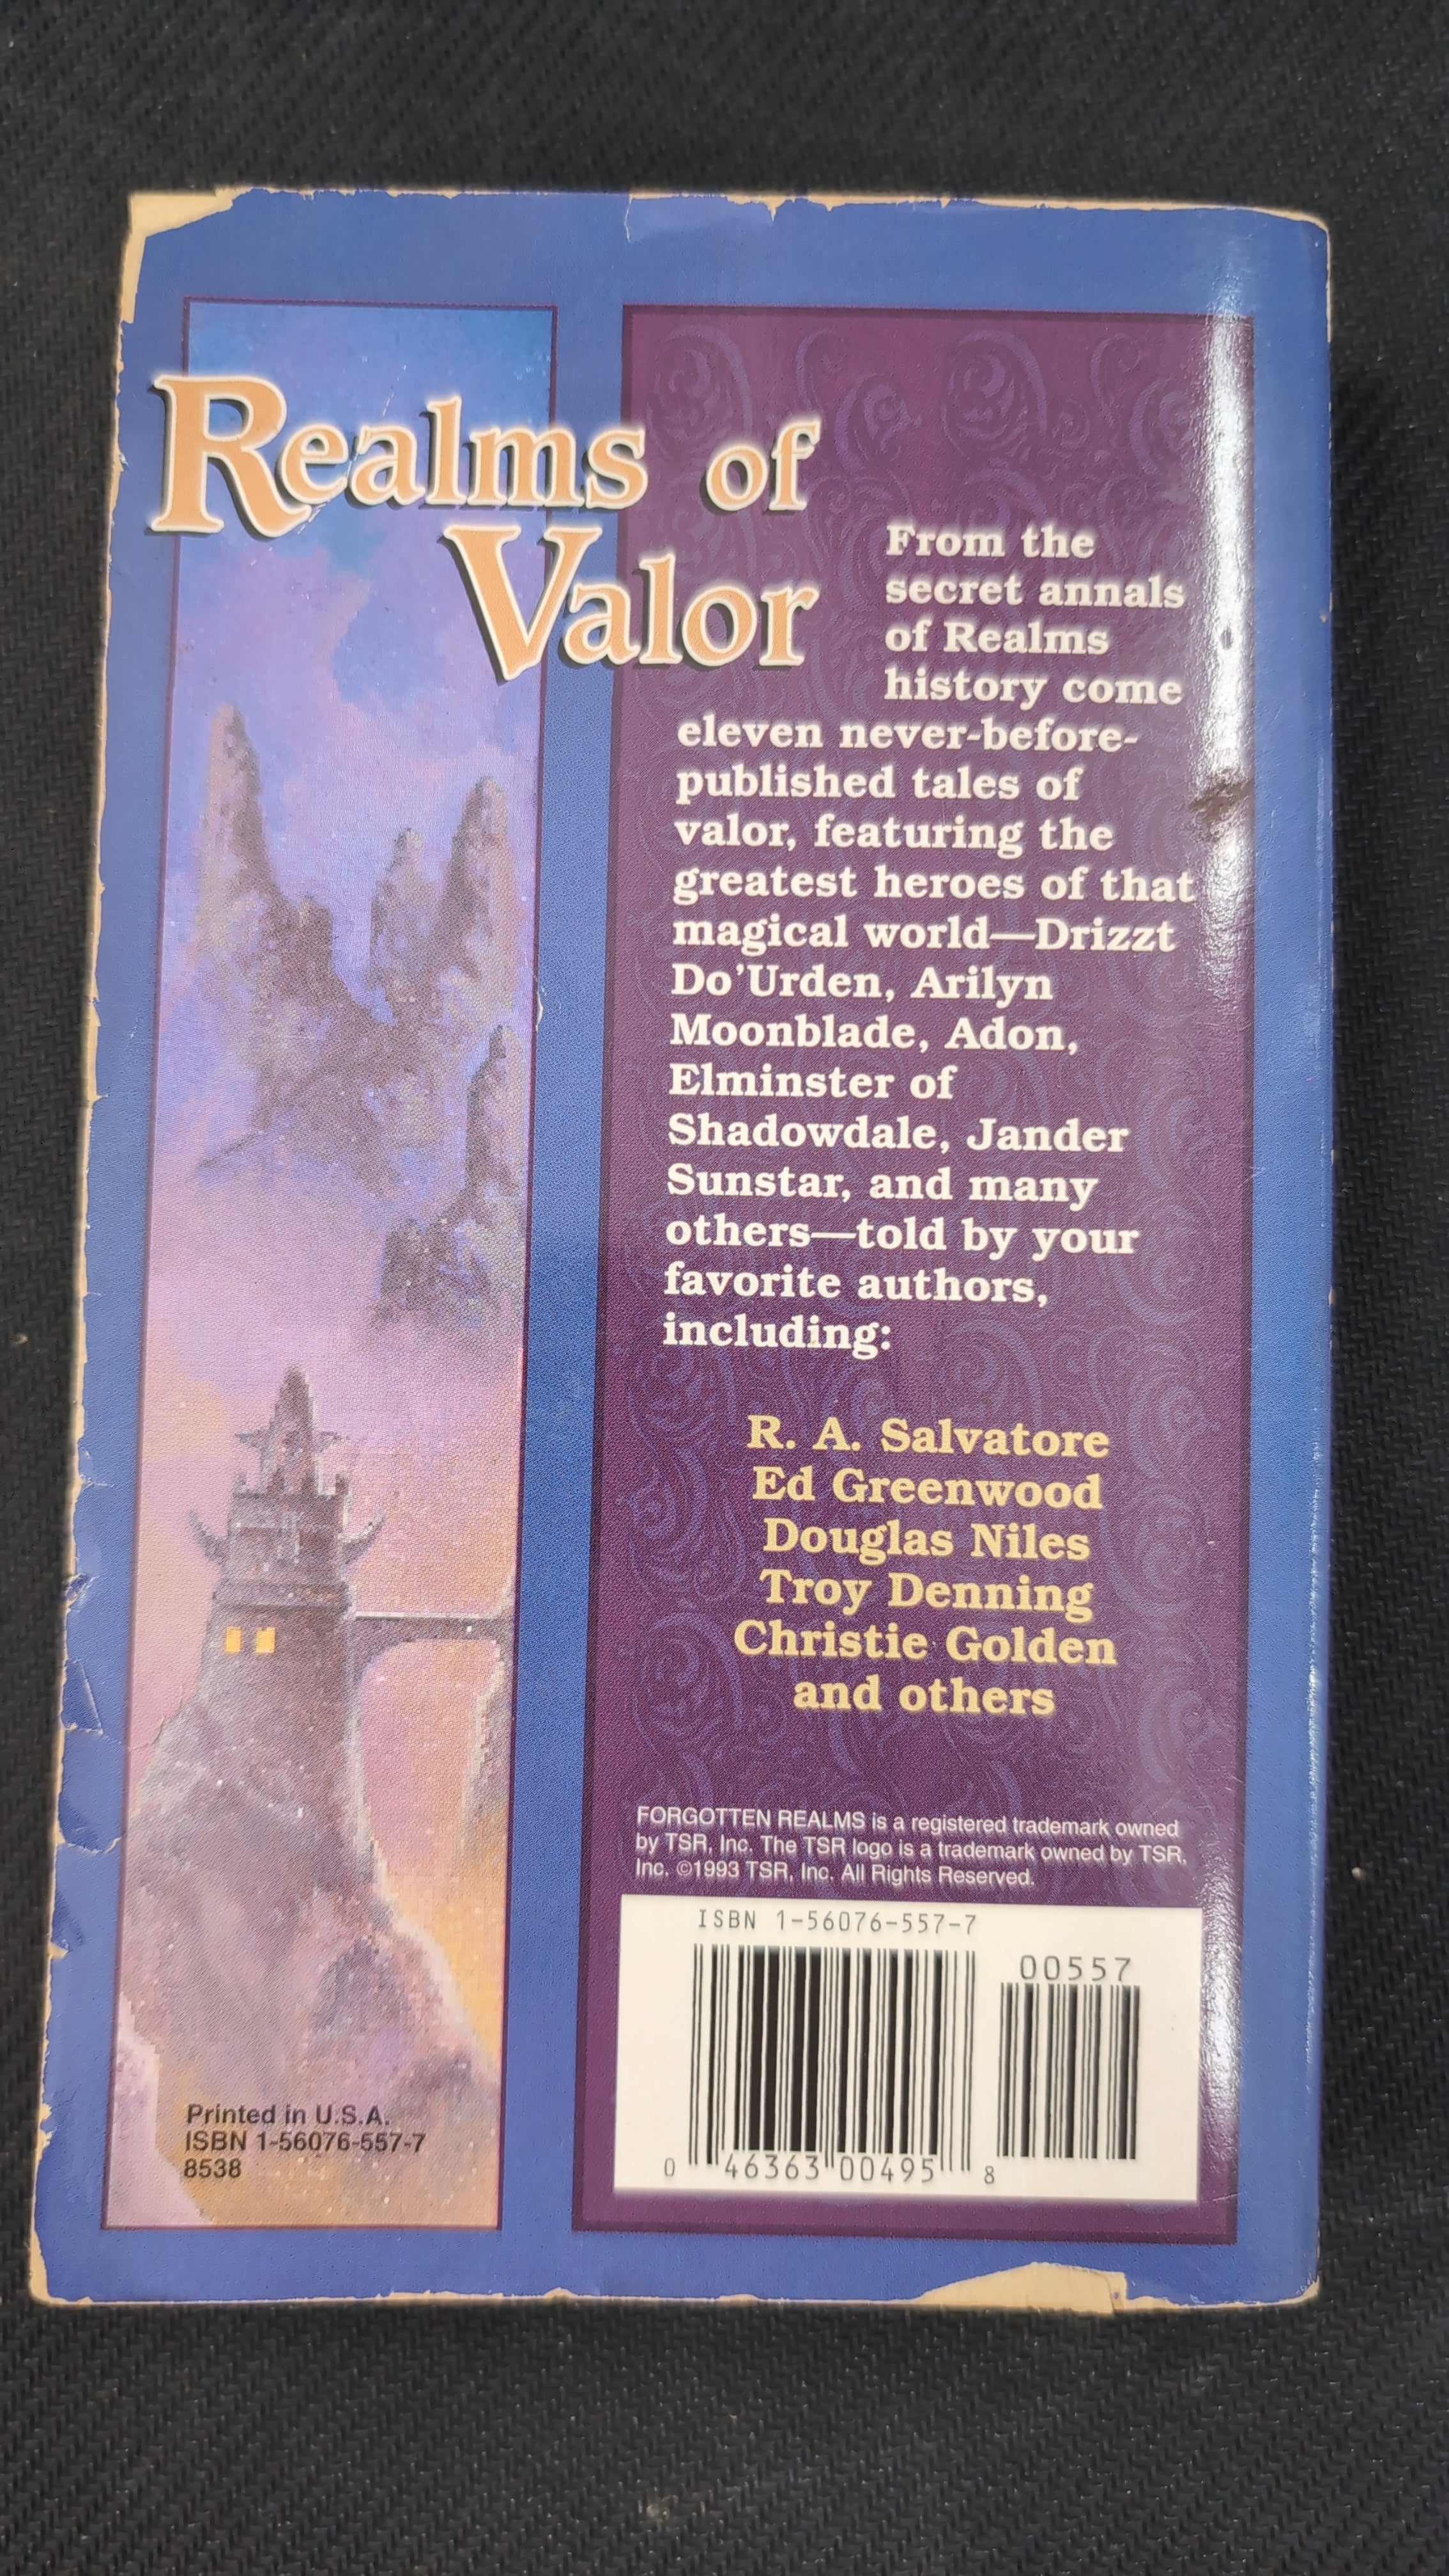 Realms of
Valor
From the
secret annals
of Realms
history come
eleven never-before-
published tales of
valor, featuring the
greatest heroes of that
magical world—Drizzt
Do'Urden, Arilyn
Moonblade, Adon,
Elminster of
Shadowdale, Jander
Sunstar, and many
others—told by your
favorite authors,
including:
R. A. Salvatore
Ed Greenwood
Douglas Niles
Troy Denning
Christie Golden
and others
FORGOTTEN REALMS is a registered trademark owned
by TSR, Inc. The TSR logo is a trademark owned by TSR,
Inc. ©1993 TSR, Inc. All Rights Reserved.
ISBN 1-56076-557-7
00557
0 46363 00495 8
Printed in U.S.A.
ISBN 1-56076-557-7
8538